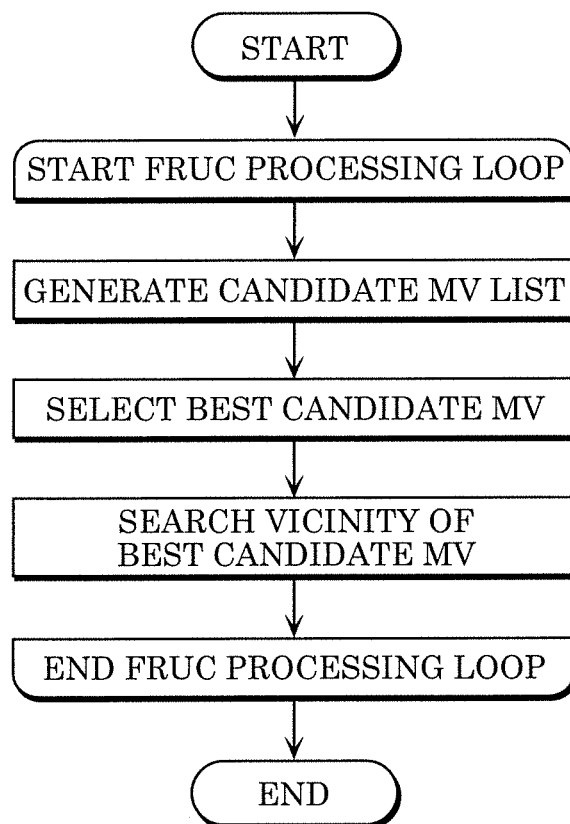 START
START FRUC PROCESSING LOOP
GENERATE CANDIDATE MV LIST
SELECT BEST CANDIDATE MV
SEARCH VICINITY OF
BEST CANDIDATE MV
END FRUC PROCESSING LOOP
END